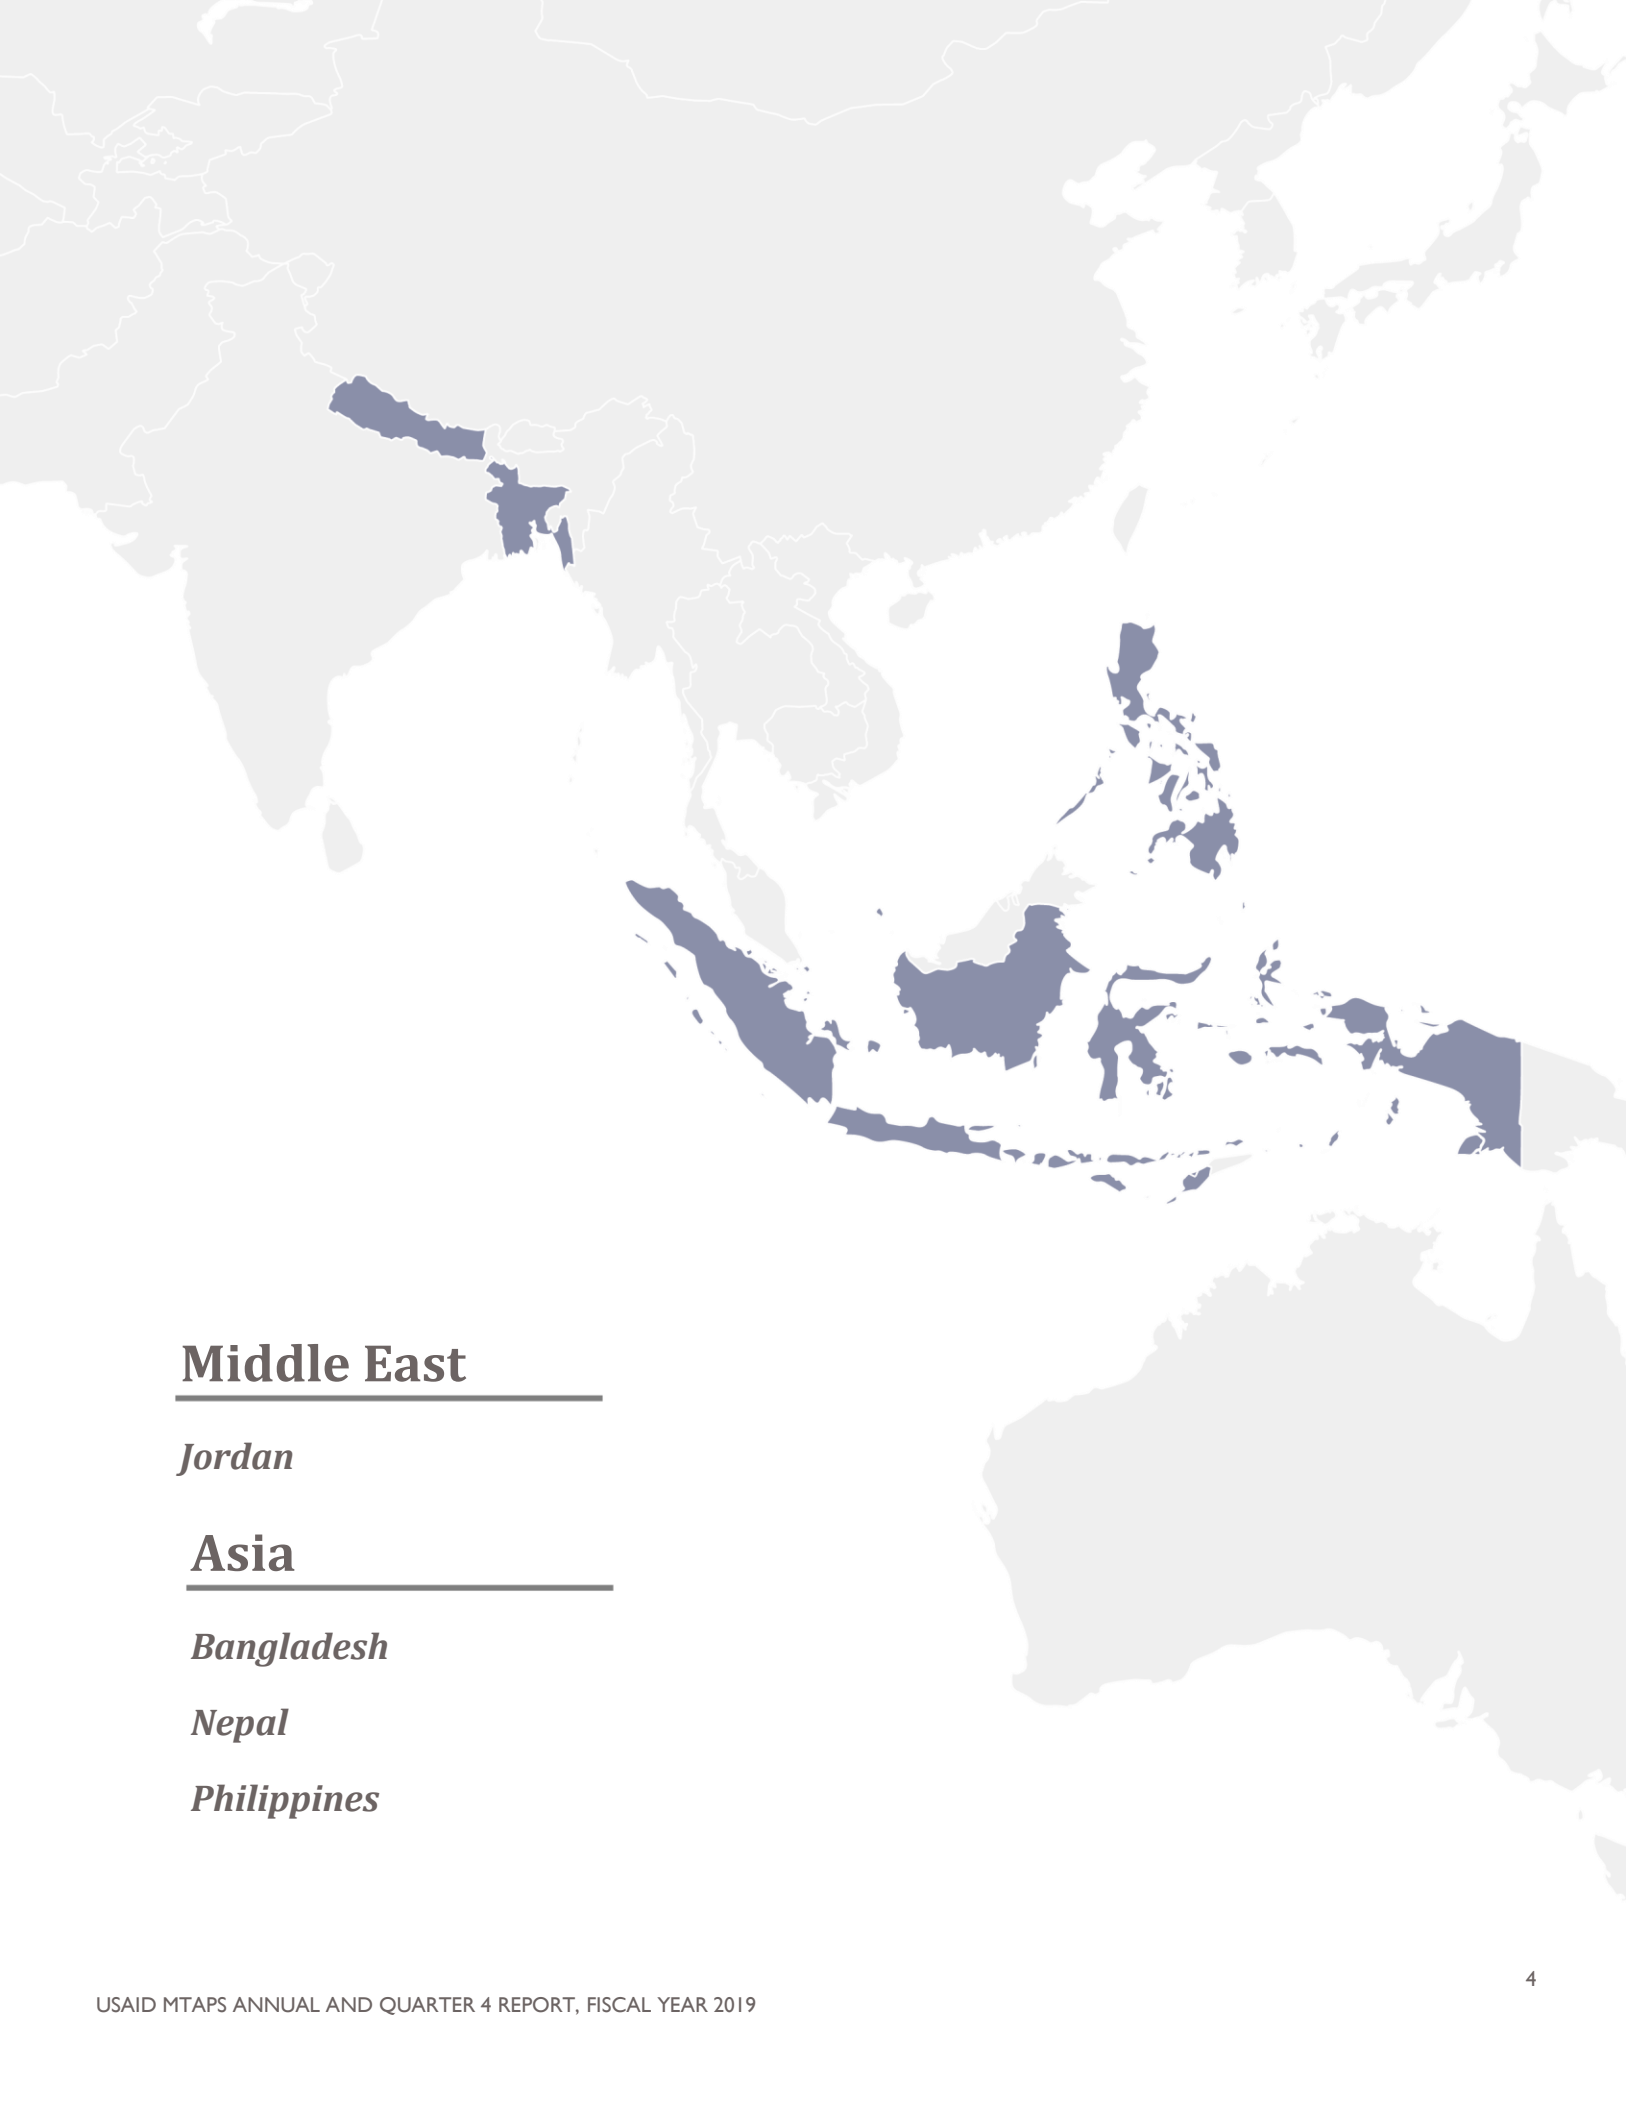 Middle East
Jordan
Asia
Bangladesh
Nepal
Philippines
4
USAID MTAPS ANNUAL AND QUARTER 4 REPORT, FISCAL YEAR 2019